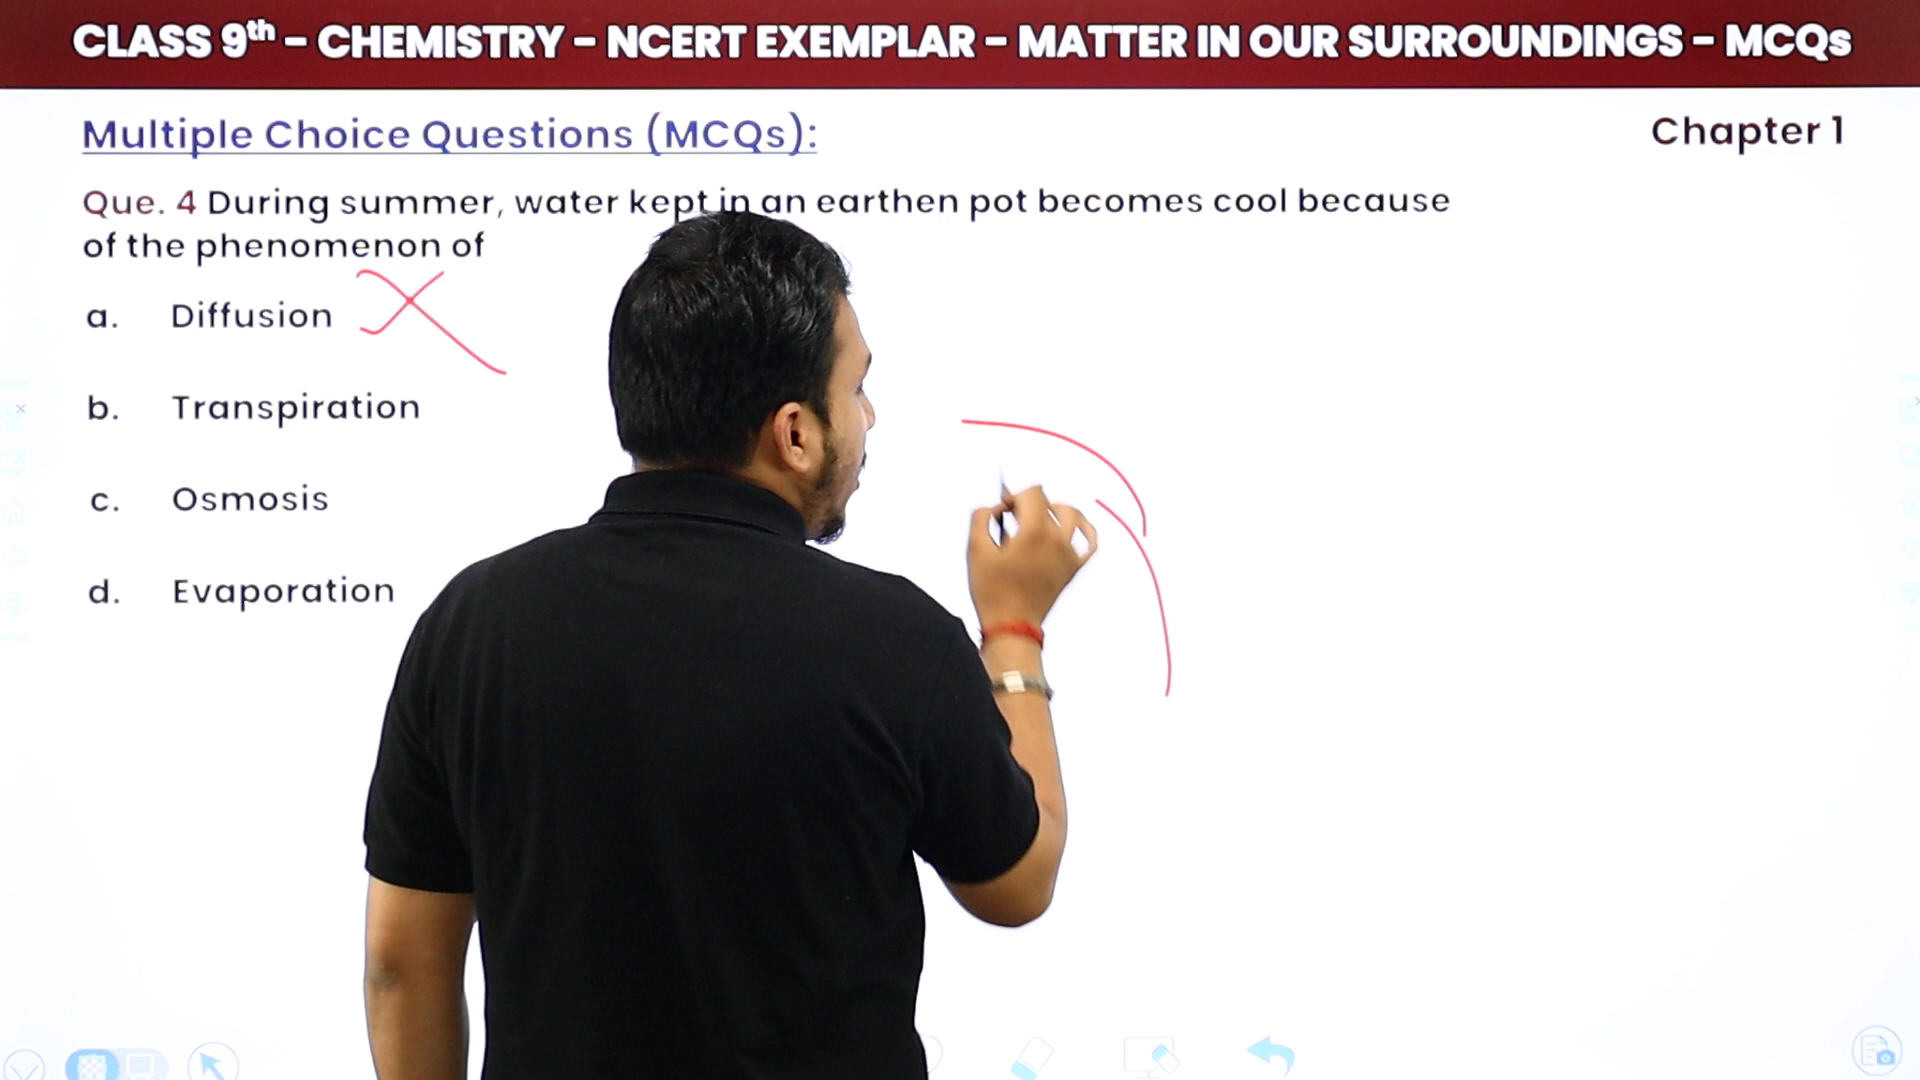 CLASS 9th – CHEMISTRY – NCERT EXEMPLAR – MATTER IN OUR SURROUNDINGS – MCQs
Multiple Choice Questions (MCQs):
Chapter 1
Que. 4 During summer, water kept in an earthen pot becomes cool because
of the phenomenon of
a. Diffusion
b. Transpiration
c. Osmosis
d. Evaporation